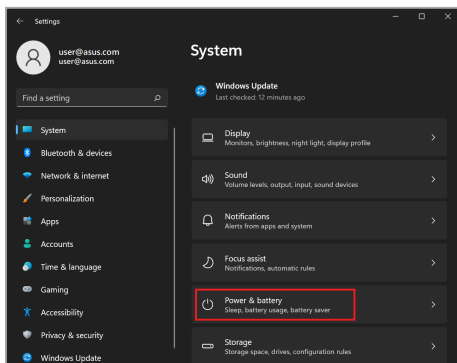 Settings
user@asus.com
user@asus.com
Find a setting
System
Bluetooth & devices
Network & internet
Personalization
Apps
Accounts
Time & language
Gaming
Accessibility
Privacy & security
Windows Update
System
Windows Update
Last checked: 12 minutes ago
Display
Monitors, brightness, night light, display profile
Sound
Volume levels, output, input, sound devices
Notifications
Alerts from apps and system
Focus assist
Notifications, automatic rules
Power & battery
Sleep, battery usage, battery saver
Storage
Storage space, drives, configuration rules